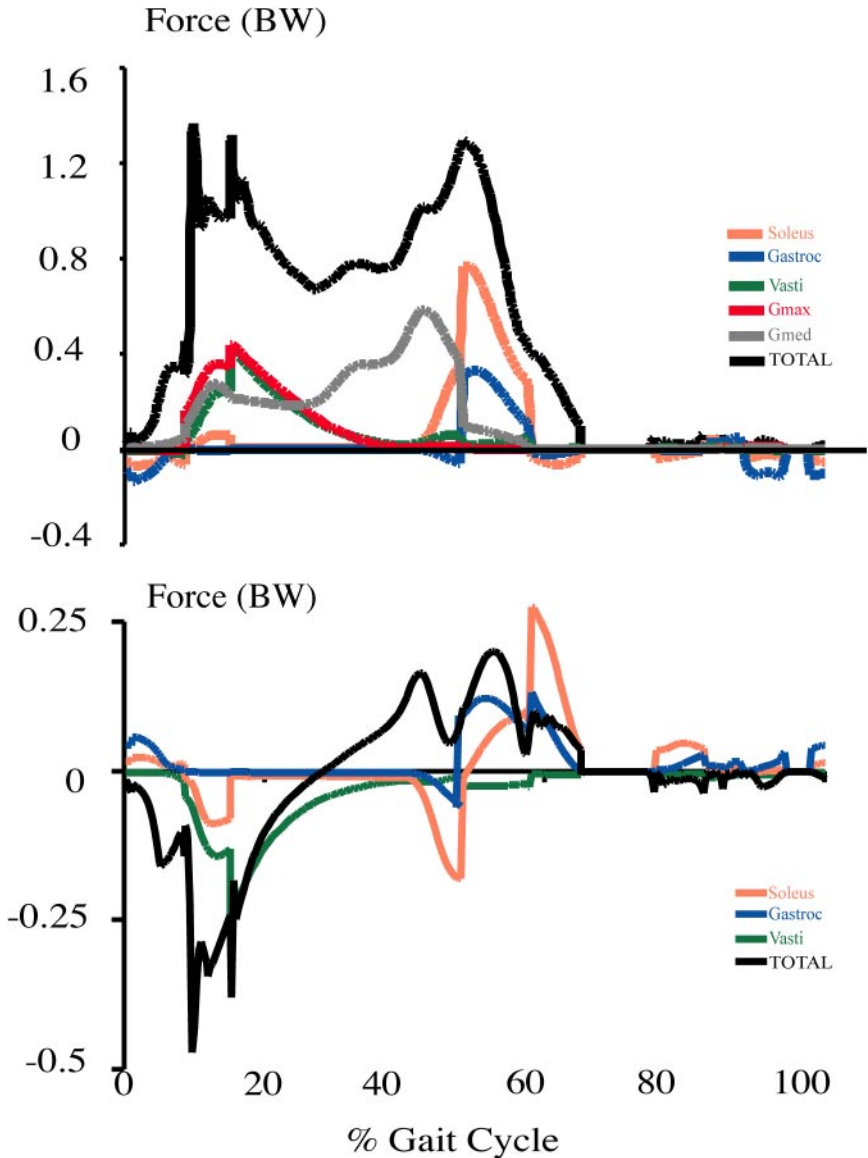 Force (BW)
1.6
1.2
0.8
0.4
0
-0.4
Soleus
Gastroc
Vasti
Gmax
Gmed
TOTAL
Force (BW)
0.25
0
-0.25
-0.5
Soleus
Gastroc
Vasti
TOTAL
0 20 40 60 80 100
% Gait Cycle